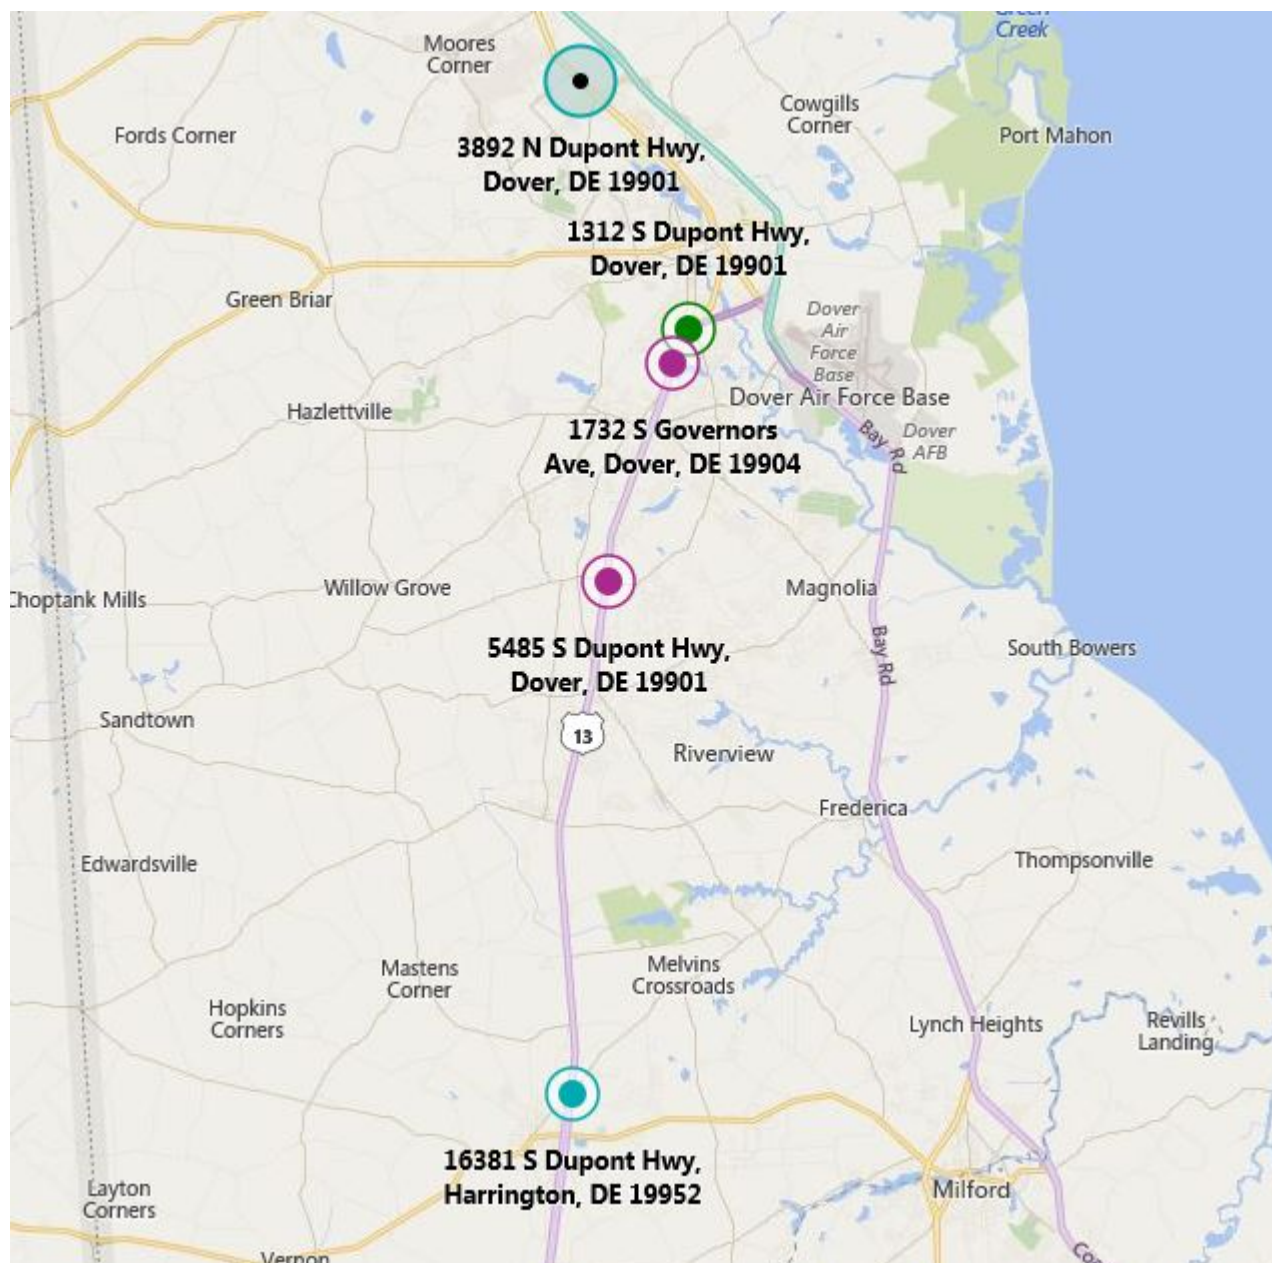 Green
Creek
Moores
Corner
Cowgills
Corner
Fords Corner
Port Mahon
3892 N Dupont Hwy,
Dover, DE 19901
1312 S Dupont Hwy,
Dover, DE 19901
Green Briar
Dover
Air
Force
Base
Dover Air Force Base
Hazlettville
1732 S Governors
Ave, Dover, DE 19904
Bay Rd
Dover
AFB
Willow Grove
Magnolia
Choptank Mills
5485 S Dupont Hwy,
Dover, DE 19901
Bay Rd
South Bowers
Sandtown
13
Riverview
Frederica
Edwardsville
Thompsonville
Mastens
Corner
Melvins
Crossroads
Hopkins
Corners
Lynch Heights
Revills
Landing
16381 S Dupont Hwy,
Harrington, DE 19952
Layton
Corners
Milford
Vernon